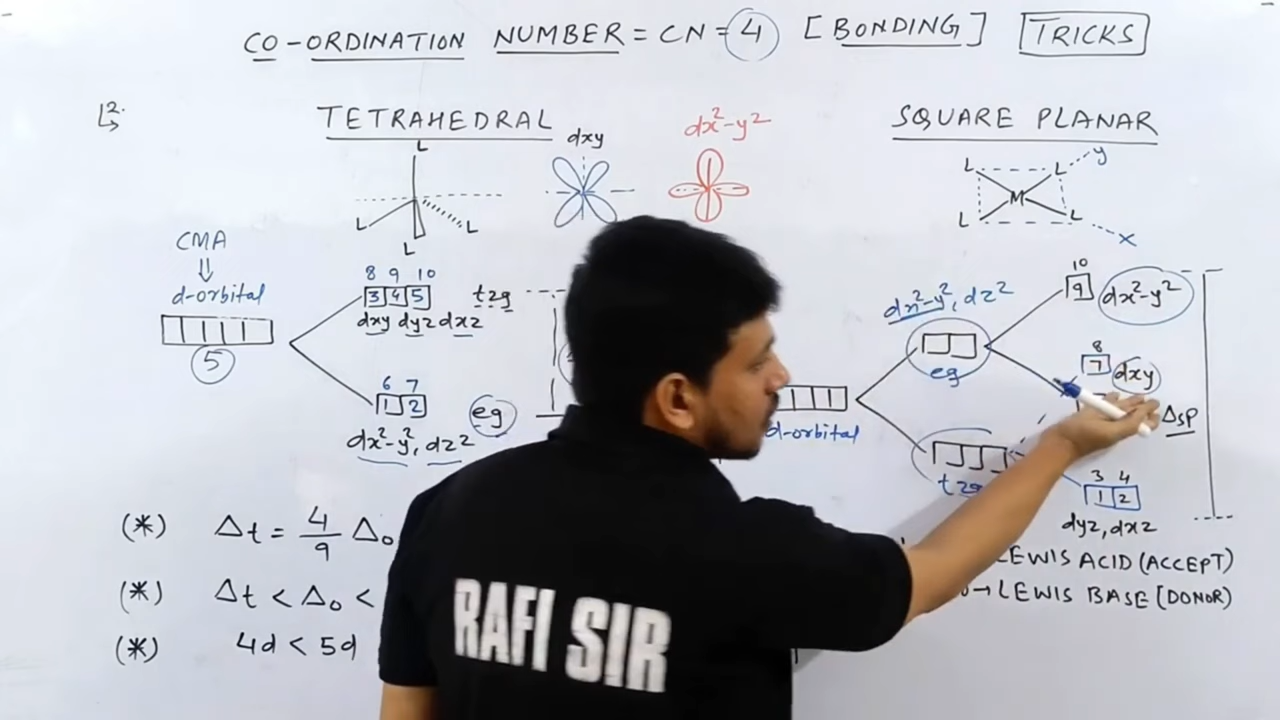 CO-ORDINATION NUMBER = CN = 4 [BONDING] TRICKS
TETRAHEDRAL
SQUARE PLANAR
dxy
dx²-y²
L
L
L
L
L
L
M
L
L
y
x
CMA
⇓
d-orbital
5
8 9 10
3 4 5 t2g
dxy dyz dxz
6 7
1 2 eg
dx²-y², dz²
dx²-y², dz²
eg
d-orbital
10
9 dx²-y²
8
7 dxy
Δsp
3 4
1 2
dyz, dxz
(*) Δt = 4/9 Δo
(*) Δt < Δo <
(*) 4d < 5d
LEWIS ACID (ACCEPT)
→ LEWIS BASE [DONOR)
RAFI SIR